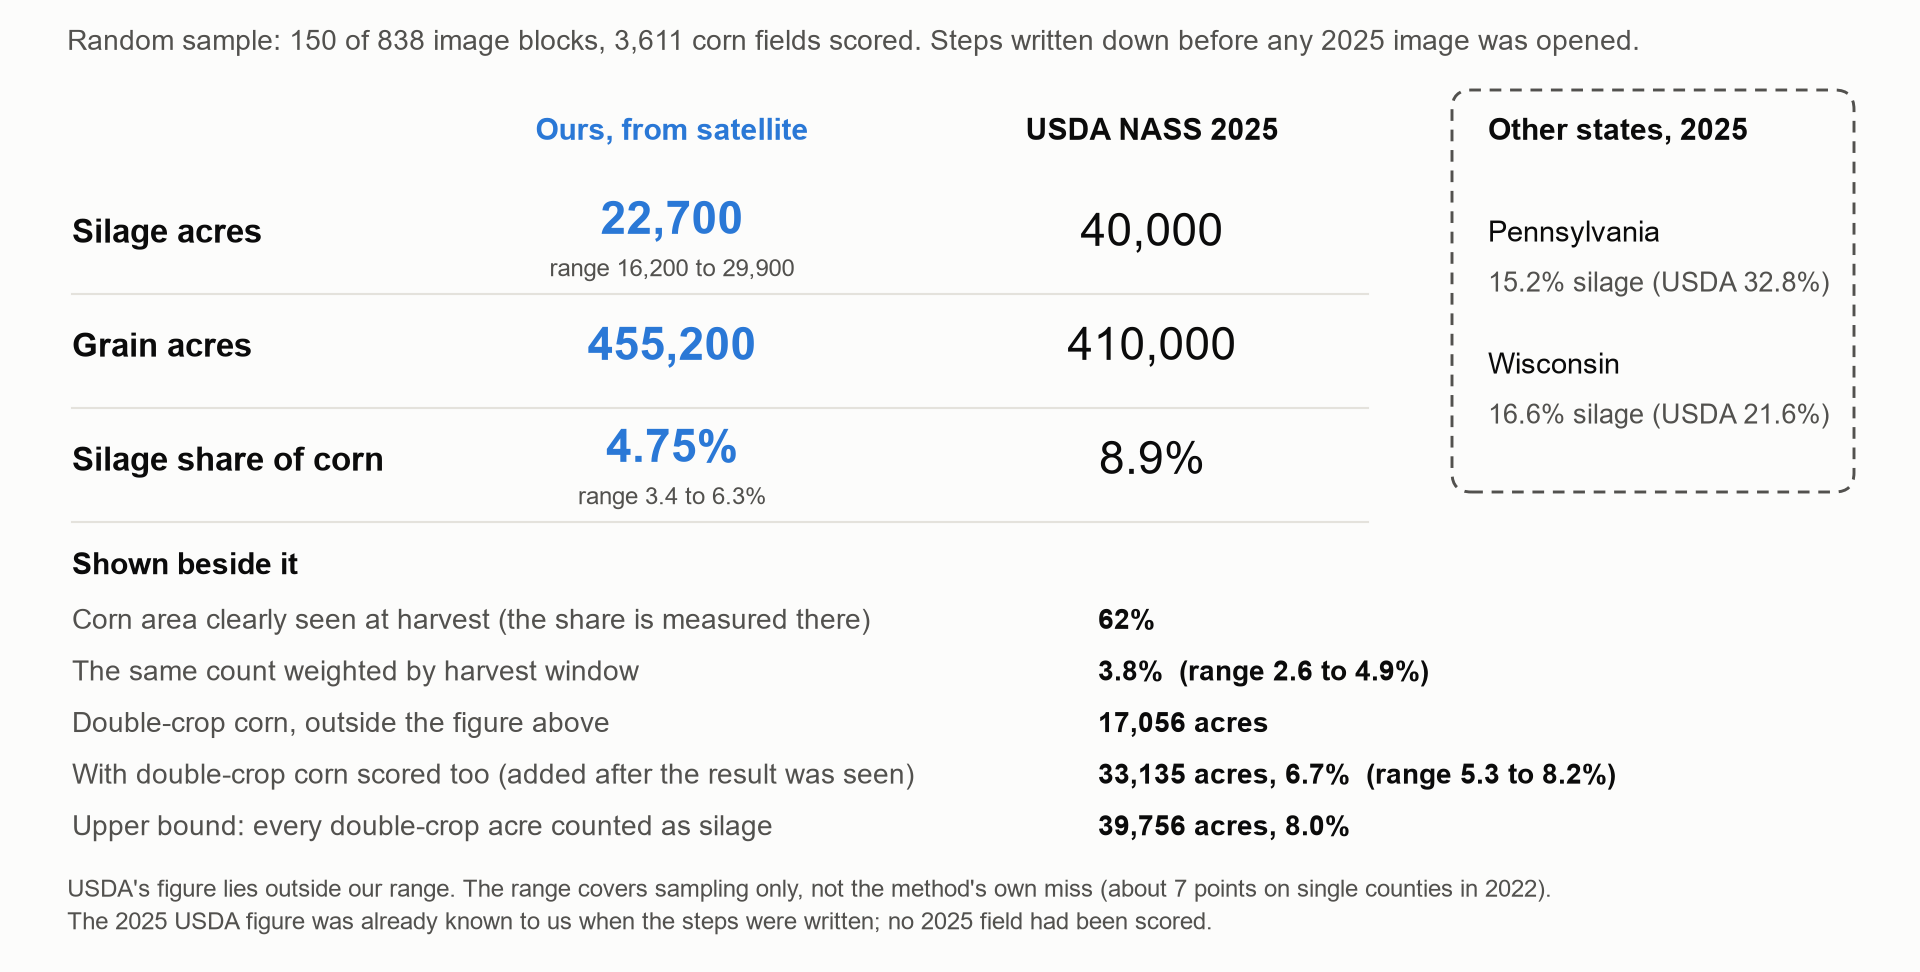 Random sample: 150 of 838 image blocks, 3,611 corn fields scored. Steps written down before any 2025 image was opened.
Ours, from satellite
USDA NASS 2025
Silage acres
22,700
range 16,200 to 29,900
40,000
Grain acres
455,200
410,000
Silage share of corn
4.75%
range 3.4 to 6.3%
8.9%
Other states, 2025
Pennsylvania
15.2% silage (USDA 32.8%)
Wisconsin
16.6% silage (USDA 21.6%)
Shown beside it
Corn area clearly seen at harvest (the share is measured there) 62%
The same count weighted by harvest window 3.8% (range 2.6 to 4.9%)
Double-crop corn, outside the figure above 17,056 acres
With double-crop corn scored too (added after the result was seen) 33,135 acres, 6.7% (range 5.3 to 8.2%)
Upper bound: every double-crop acre counted as silage 39,756 acres, 8.0%
USDA's figure lies outside our range. The range covers sampling only, not the method's own miss (about 7 points on single counties in 2022).
The 2025 USDA figure was already known to us when the steps were written; no 2025 field had been scored.